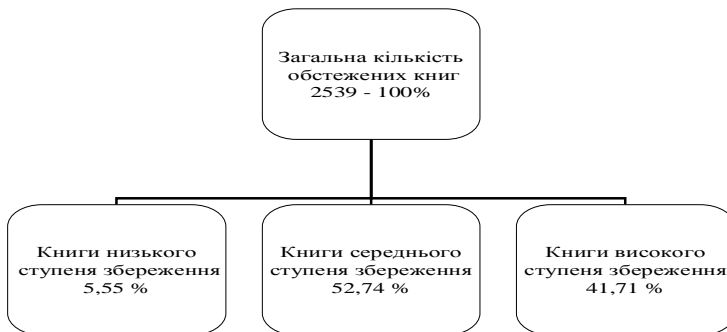 Загальна кількість
обстежених книг
2539 - 100%
Книги низького
ступеня збереження
5,55 %
Книги середнього
ступеня збереження
52,74 %
Книги високого
ступеня збереження
41,71 %